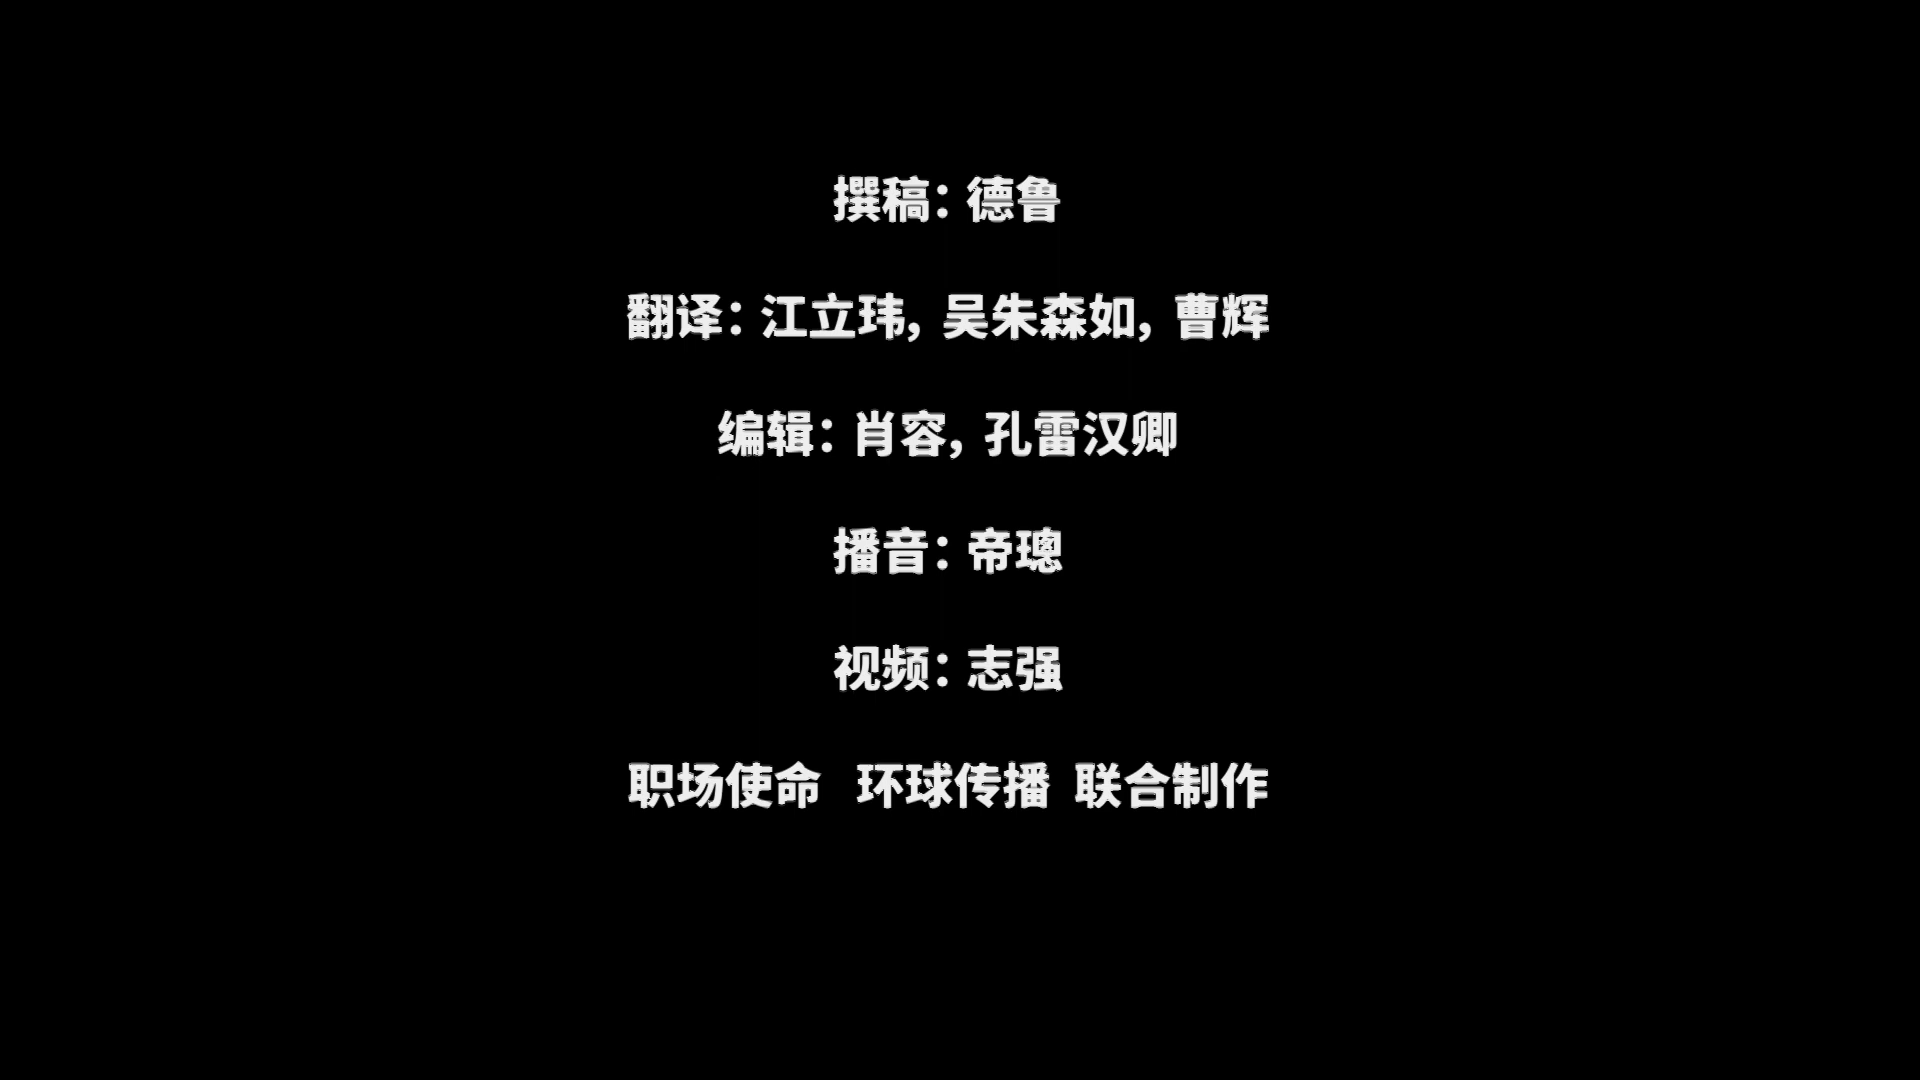 撰稿：德鲁
翻译：江立玮，吴朱森如，曹辉
编辑：肖容，孔雷汉卿
播音：帝璁
视频：志强
职场使命 环球传播 联合制作